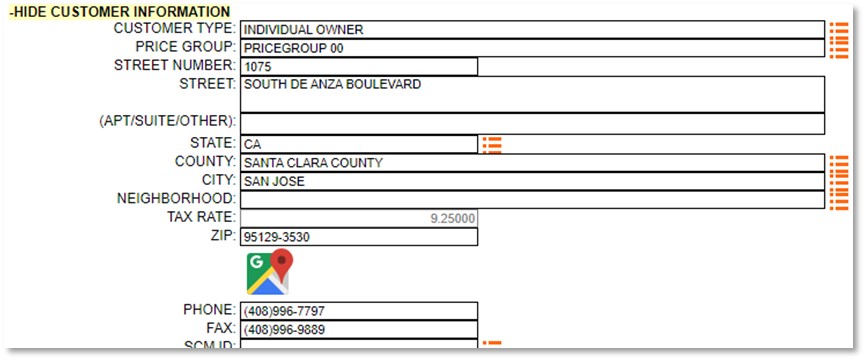 -HIDE CUSTOMER INFORMATION
CUSTOMER TYPE: INDIVIDUAL OWNER
PRICE GROUP: PRICEGROUP 00
STREET NUMBER: 1075
STREET: SOUTH DE ANZA BOULEVARD
(APT/SUITE/OTHER):
STATE: CA
COUNTY: SANTA CLARA COUNTY
CITY: SAN JOSE
NEIGHBORHOOD:
TAX RATE: 9.25000
ZIP: 95129-3530
G
PHONE: (408)996-7797
FAX: (408)996-9889
SCM ID: